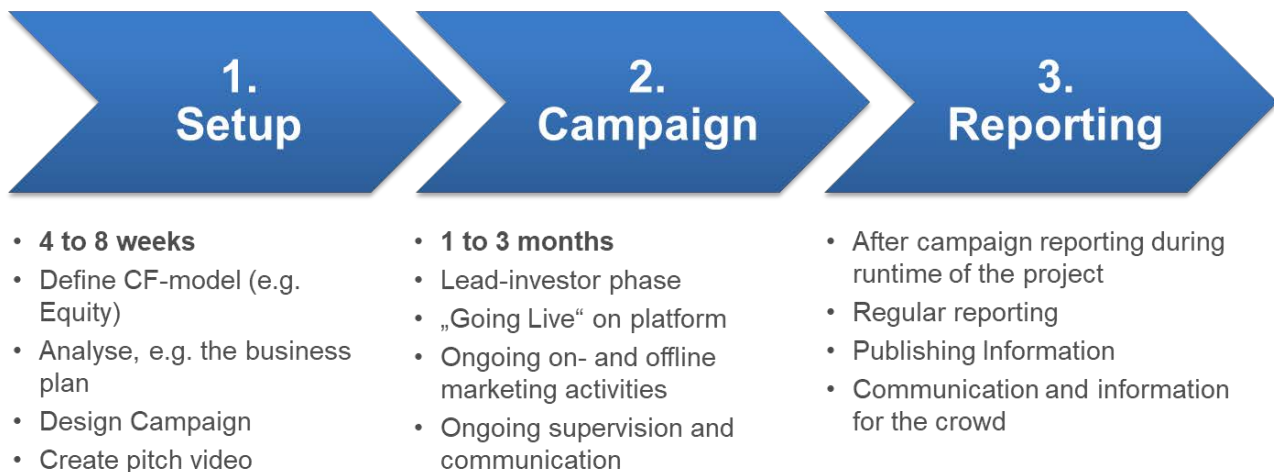 1.
Setup
• 4 to 8 weeks
• Define CF-model (e.g.
Equity)
• Analyse, e.g. the business
plan
• Design Campaign
• Create pitch video
2.
Campaign
• 1 to 3 months
• Lead-investor phase
• „Going Live“ on platform
• Ongoing on- and offline
marketing activities
• Ongoing supervision and
communication
3.
Reporting
• After campaign reporting during
runtime of the project
• Regular reporting
• Publishing Information
• Communication and information
for the crowd